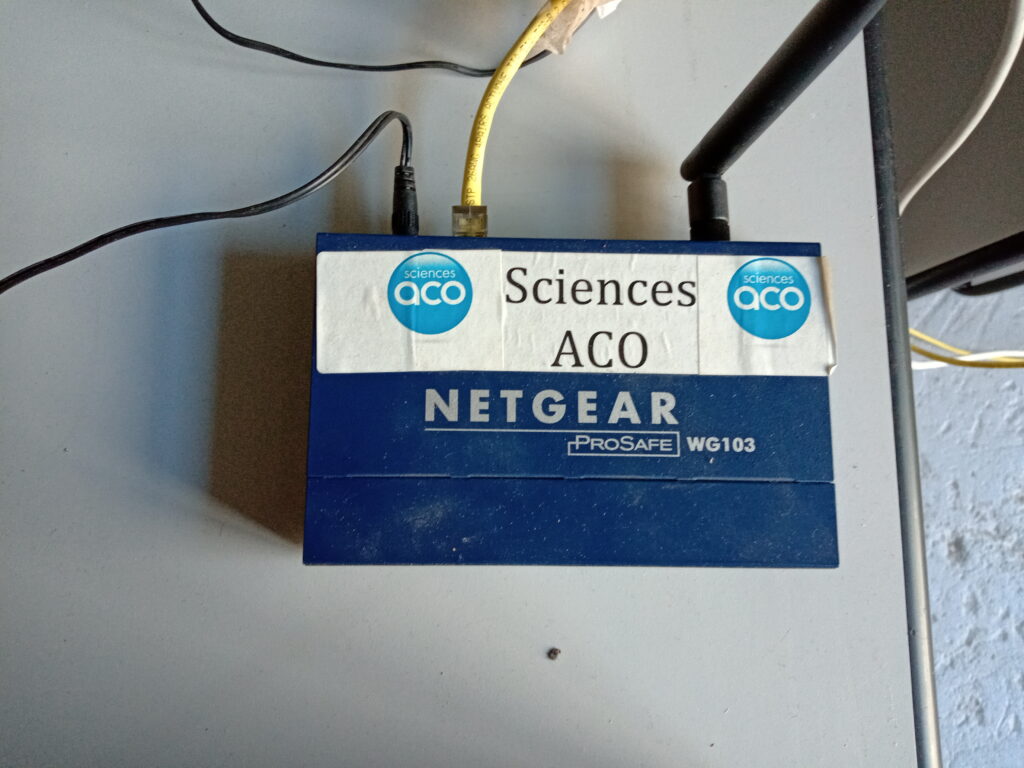 sciences
aco
Sciences
ACO
sciences
aco
NETGEAR
PROSAFE WG103